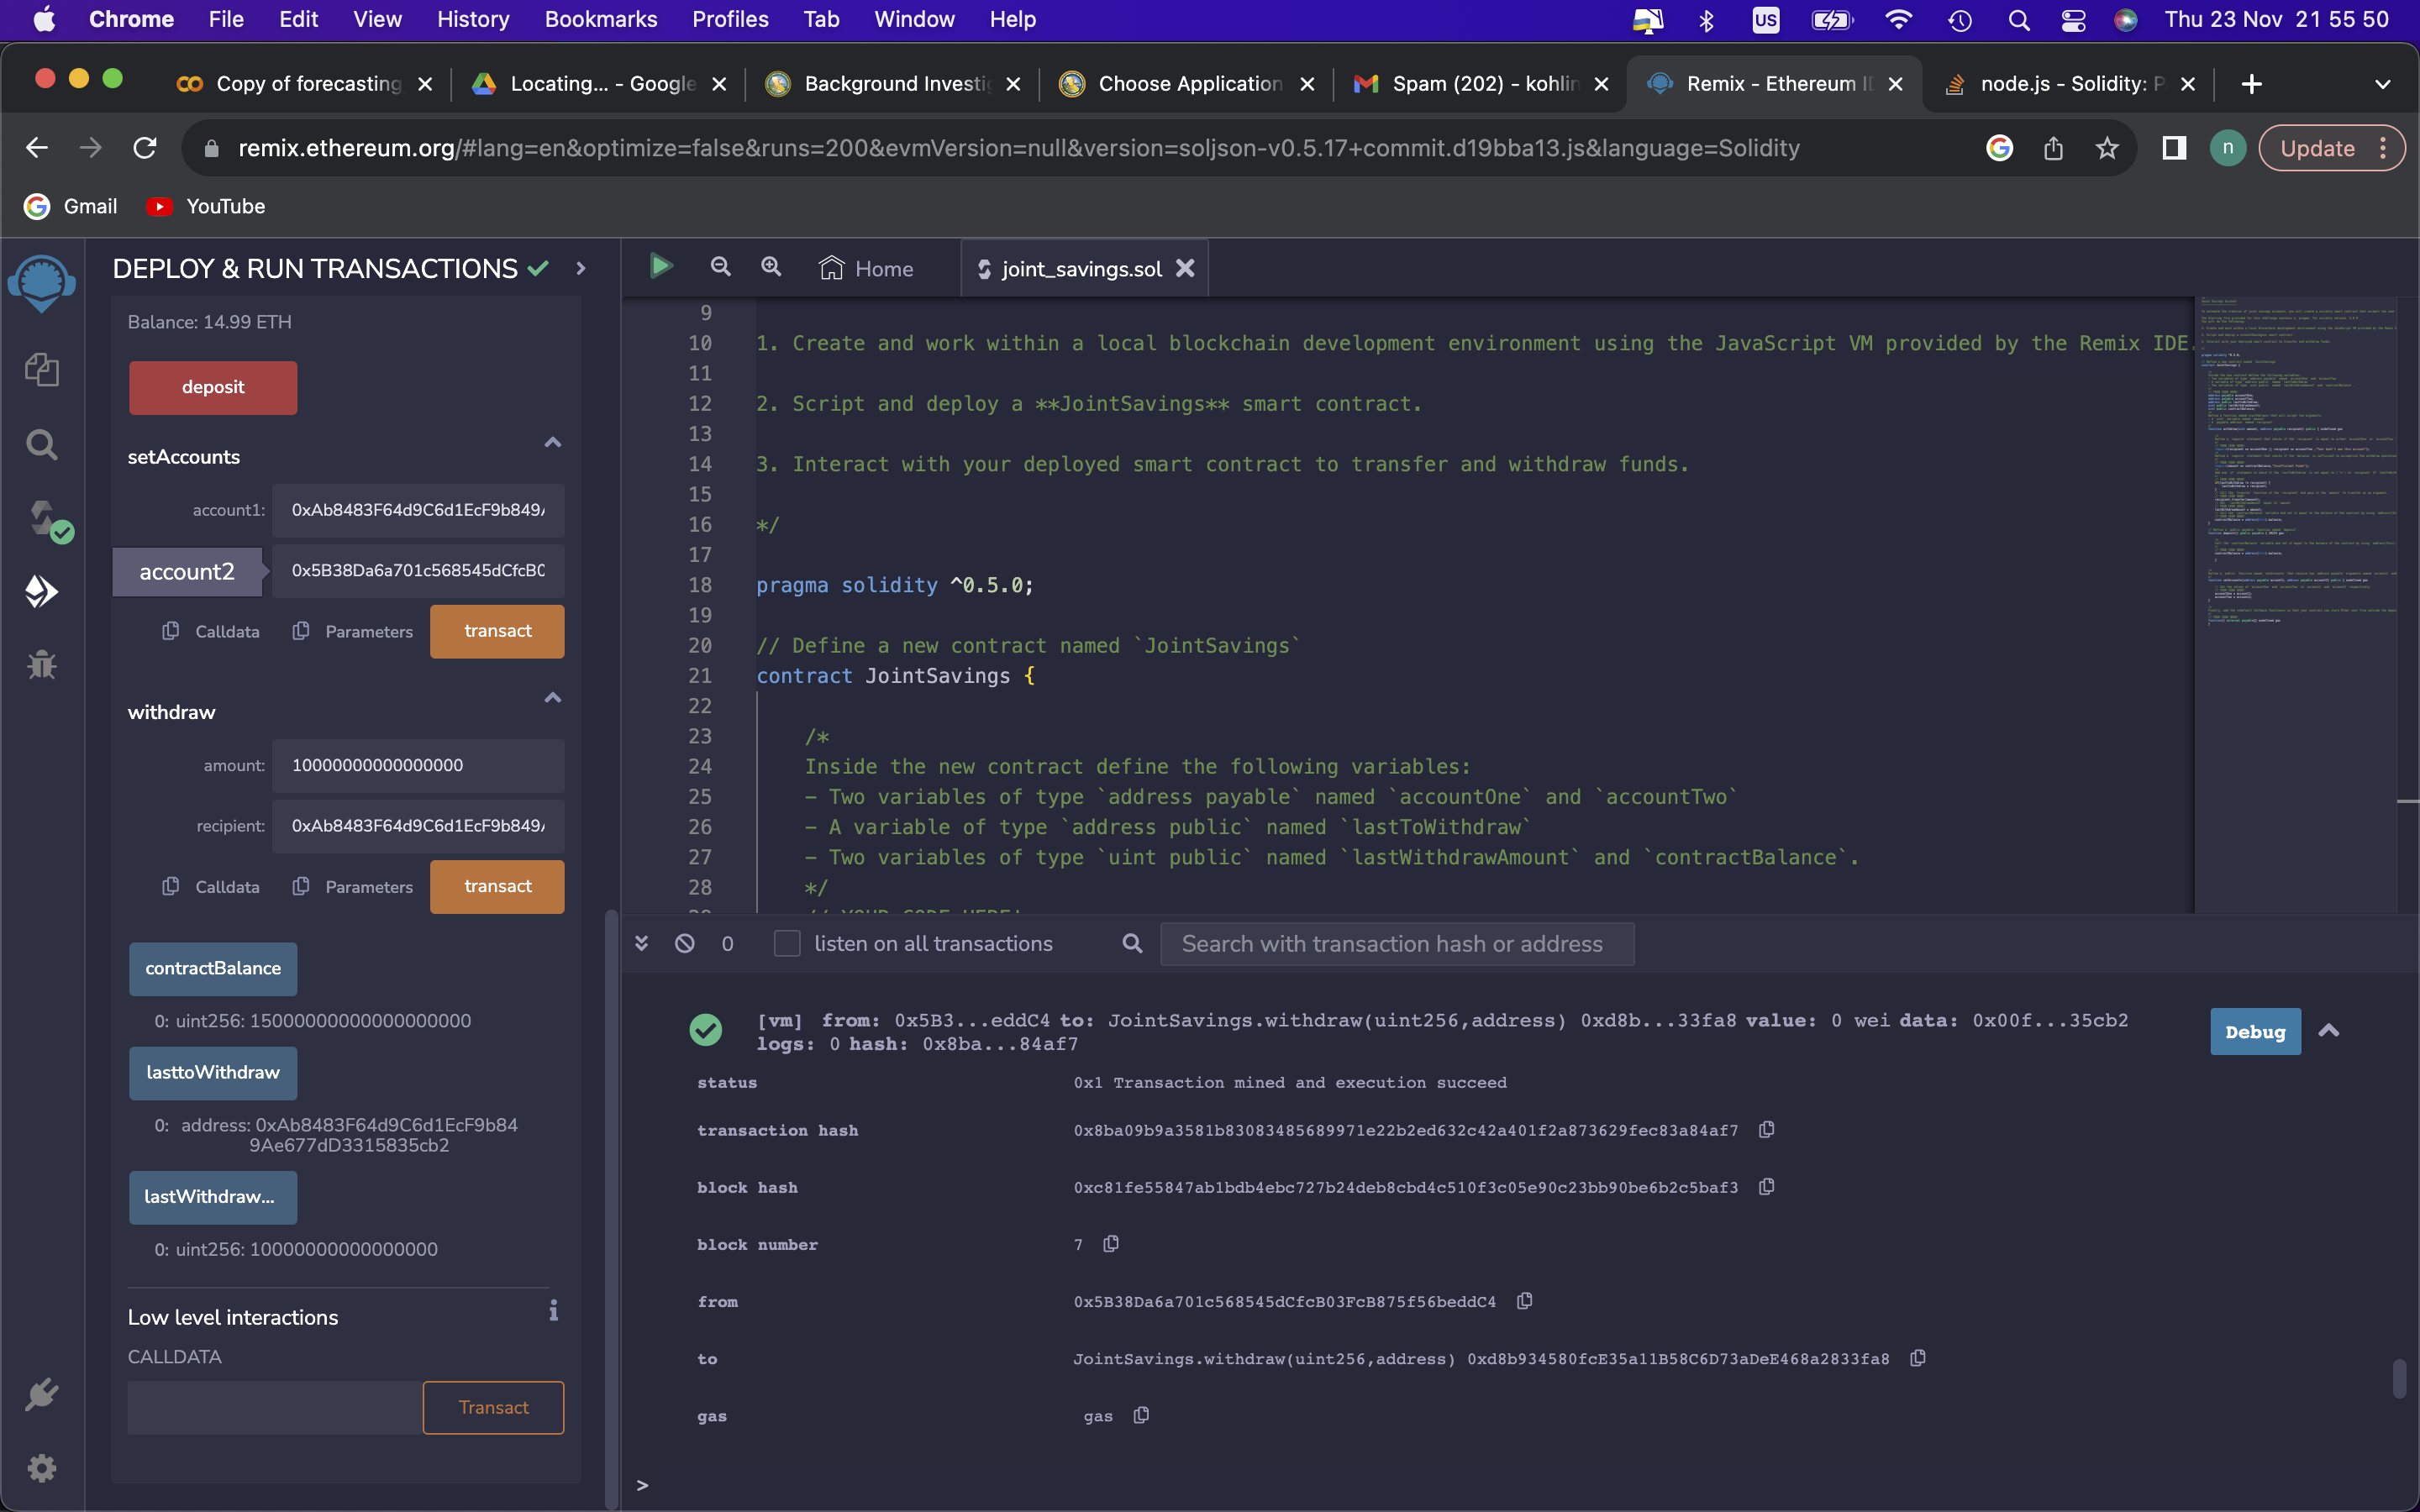 Chrome File Edit View History Bookmarks Profiles Tab Window Help US Thu 23 Nov 21 55 50
Copy of forecasting Locating... - Google Background Investi Choose Application Spam (202) - kohlin Remix - Ethereum I node.js - Solidity: P
remix.ethereum.org/#lang=en&optimize=false&runs=200&evmVersion=null&version=soljson-v0.5.17+commit.d19bba13.js&language=Solidity n Update
Gmail YouTube
DEPLOY & RUN TRANSACTIONS
Balance: 14.99 ETH
deposit
setAccounts
account1: 0xAb8483F64d9C6d1EcF9b849
account2 0x5B38Da6a701c568545dCfcB0
Calldata Parameters transact
withdraw
amount: 10000000000000000
recipient: 0xAb8483F64d9C6d1EcF9b849
Calldata Parameters transact
contractBalance
0: uint256: 15000000000000000000
lasttoWithdraw
0: address: 0xAb8483F64d9C6d1EcF9b84
9Ae677dD3315835cb2
lastWithdraw...
0: uint256: 10000000000000000
Low level interactions
CALLDATA
Transact
Home joint_savings.sol
9
10 1. Create and work within a local blockchain development environment using the JavaScript VM provided by the Remix IDE.
11
12 2. Script and deploy a **JointSavings** smart contract.
13
14 3. Interact with your deployed smart contract to transfer and withdraw funds.
15
16 */
17
18 pragma solidity ^0.5.0;
19
20 // Define a new contract named `JointSavings`
21 contract JointSavings {
22
23 /*
24 Inside the new contract define the following variables:
25 - Two variables of type `address payable` named `accountOne` and `accountTwo`
26 - A variable of type `address public` named `lastToWithdraw`
27 - Two variables of type `uint public` named `lastWithdrawAmount` and `contractBalance`.
28 */
29 // YOUR CODE HERE!
0 listen on all transactions Search with transaction hash or address
[vm] from: 0x5B3...eddC4 to: JointSavings.withdraw(uint256,address) 0xd8b...33fa8 value: 0 wei data: 0x00f...35cb2
logs: 0 hash: 0x8ba...84af7
Debug
status 0x1 Transaction mined and execution succeed
transaction hash 0x8ba09b9a3581b83083485689971e22b2ed632c42a401f2a873629fec83a84af7
block hash 0xc81fe55847ab1bdb4ebc727b24deb8cbd4c510f3c05e90c23bb90be6b2c5baf3
block number 7
from 0x5B38Da6a701c568545dCfcB03FcB875f56beddC4
to JointSavings.withdraw(uint256,address) 0xd8b934580fcE35a11B58C6D73aDeE468a2833fa8
gas gas
>